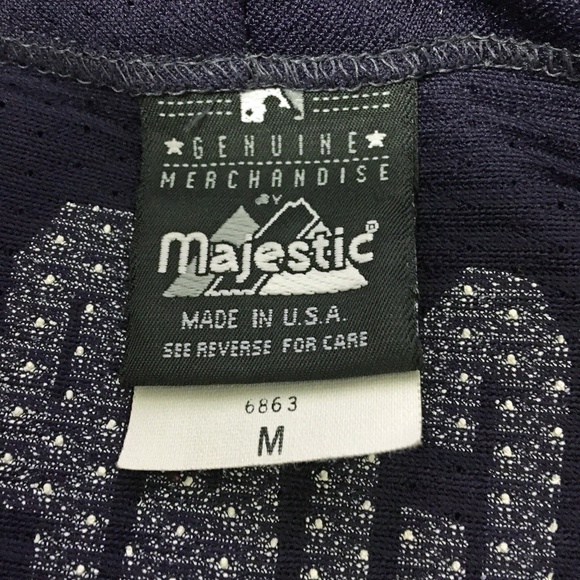 GENUINE
MERCHANDISE
BY
majestic®
MADE IN U.S.A.
SEE REVERSE FOR CARE
6863
M